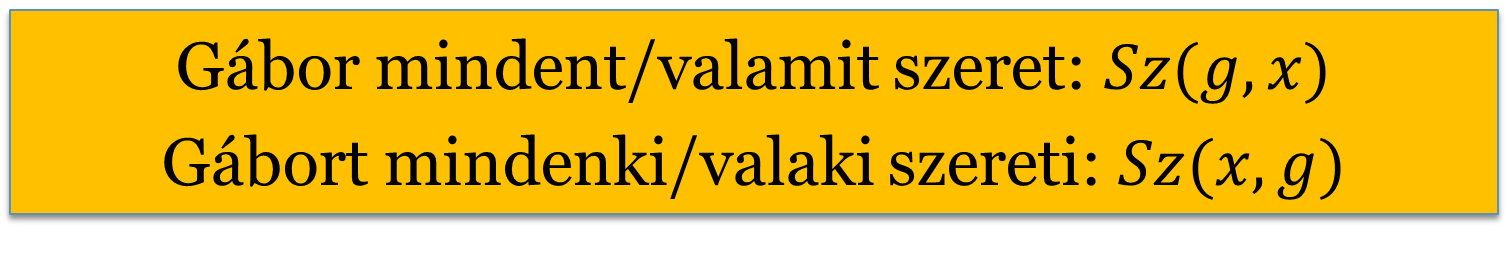 Gábor mindent/valamit szeret: Sz(g, x)
Gábort mindenki/valaki szereti: Sz(x, g)